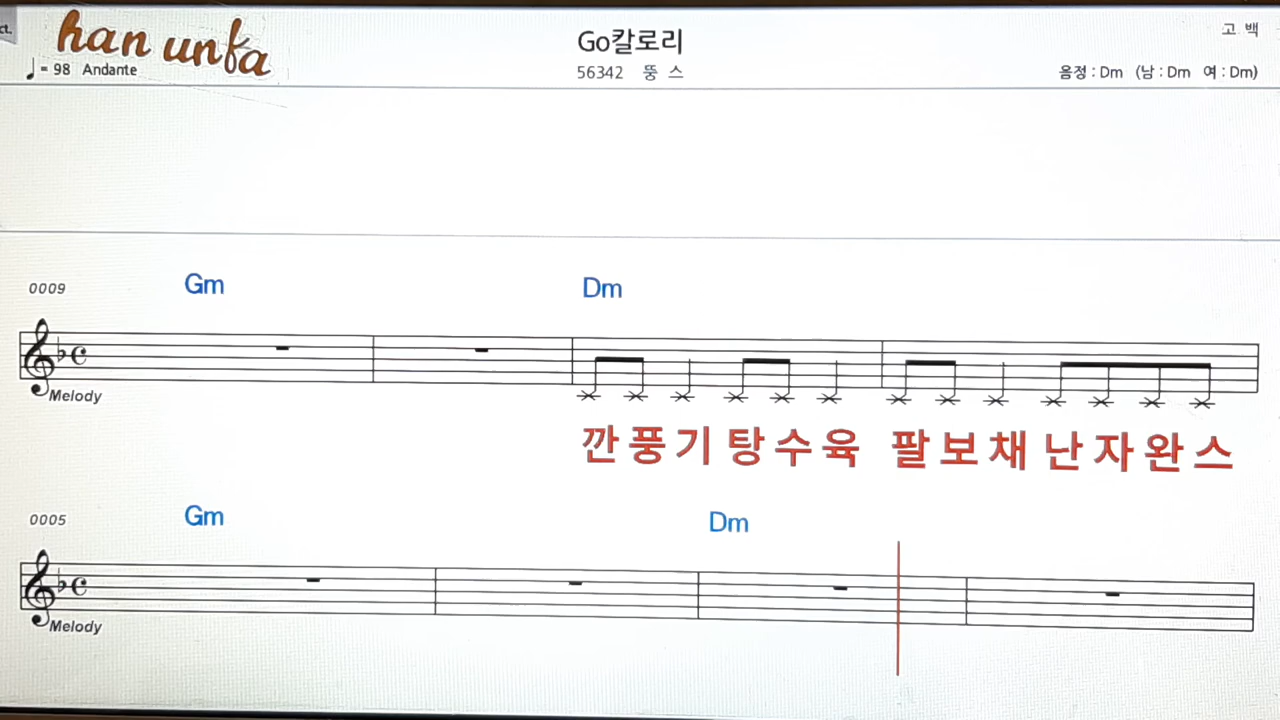 ct.
han unfa
Go칼로리
고 백
♩ = 98 Andante
56342 뚱 스
음정 : Dm (남 : Dm 여 : Dm)
0009 Gm Dm
Melody
깐 풍 기 탕 수 육 팔 보 채 난 자 완 스
0005 Gm Dm
Melody